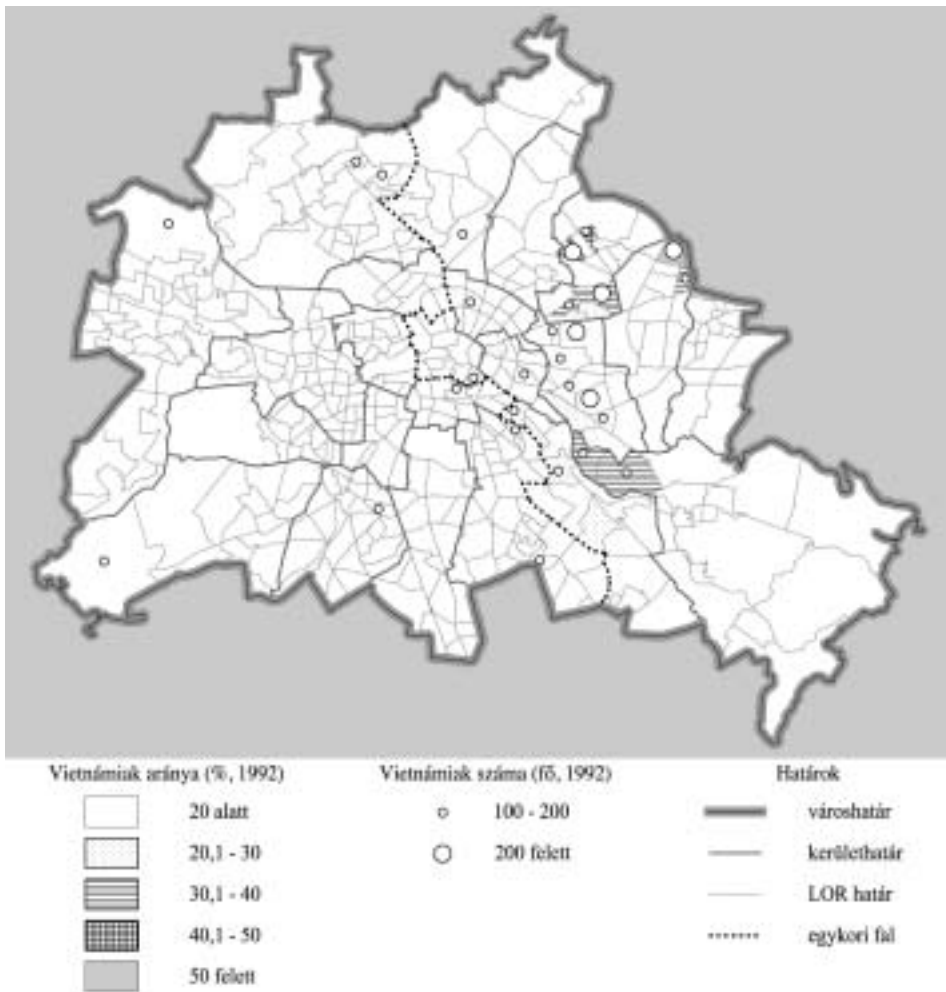 Vietnámiak aránya (%, 1992)
20 alatt
20,1 - 30
30,1 - 40
40,1 - 50
50 felett
Vietnámiak száma (fő, 1992)
100 - 200
200 felett
Határok
városhatár
kerülethatár
LOR határ
egykori fal